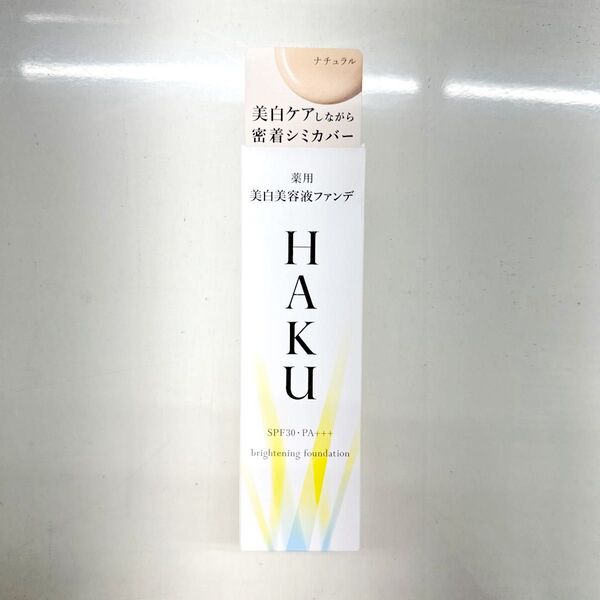 ナチュラル
美白ケアしながら
密着シミカバー
薬用
美白美容液ファンデ
HAKU
SPF30・PA+++
brightening foundation